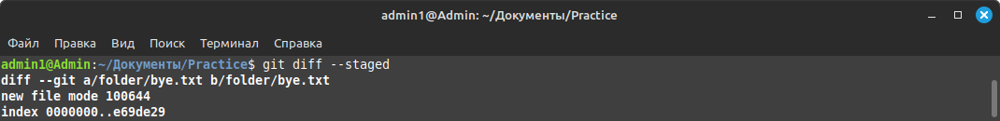 admin1@Admin: ~/Документы/Practice
Файл Правка Вид Поиск Терминал Справка
admin1@Admin:~/Документы/Practice$ git diff --staged
diff --git a/folder/bye.txt b/folder/bye.txt
new file mode 100644
index 0000000..e69de29